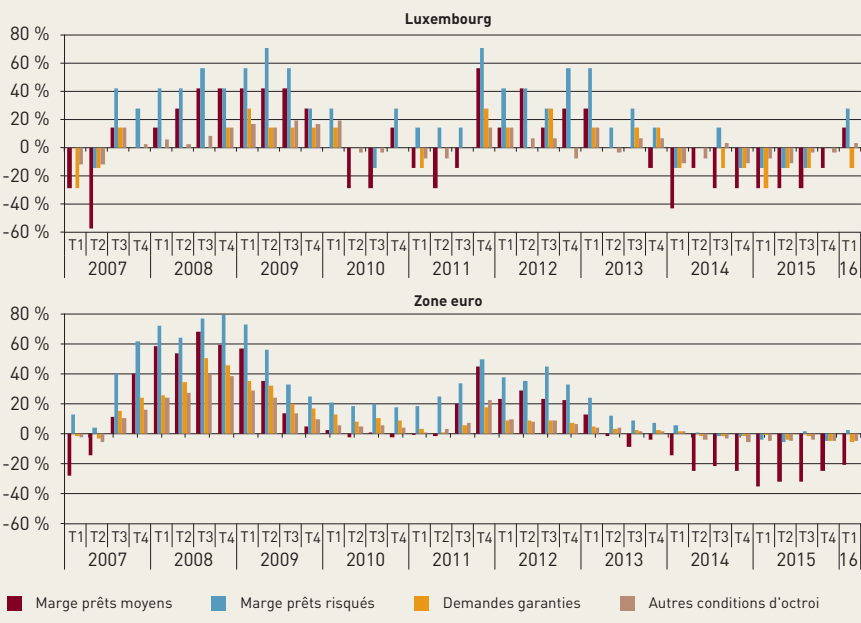 Luxembourg
80 %
60 %
40 %
20 %
0 %
-20 %
-40 %
-60 %
T1 T2 T3 T4 T1 T2 T3 T4 T1 T2 T3 T4 T1 T2 T3 T4 T1 T2 T3 T4 T1 T2 T3 T4 T1 T2 T3 T4 T1 T2 T3 T4 T1 T2 T3 T4 T1
2007 2008 2009 2010 2011 2012 2013 2014 2015 16
Zone euro
80 %
60 %
40 %
20 %
0 %
-20 %
-40 %
-60 %
T1 T2 T3 T4 T1 T2 T3 T4 T1 T2 T3 T4 T1 T2 T3 T4 T1 T2 T3 T4 T1 T2 T3 T4 T1 T2 T3 T4 T1 T2 T3 T4 T1 T2 T3 T4 T1
2007 2008 2009 2010 2011 2012 2013 2014 2015 16
Marge prêts moyens Marge prêts risqués Demandes garanties Autres conditions d'octroi